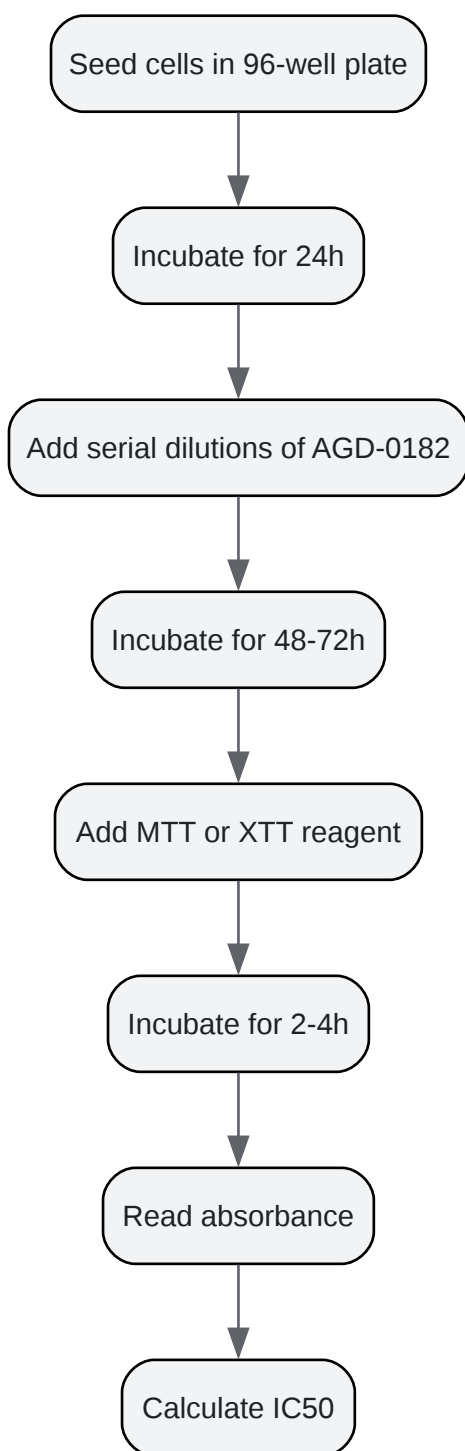 Seed cells in 96-well plate
Incubate for 24h
Add serial dilutions of AGD-0182
Incubate for 48-72h
Add MTT or XTT reagent
Incubate for 2-4h
Read absorbance
Calculate IC50